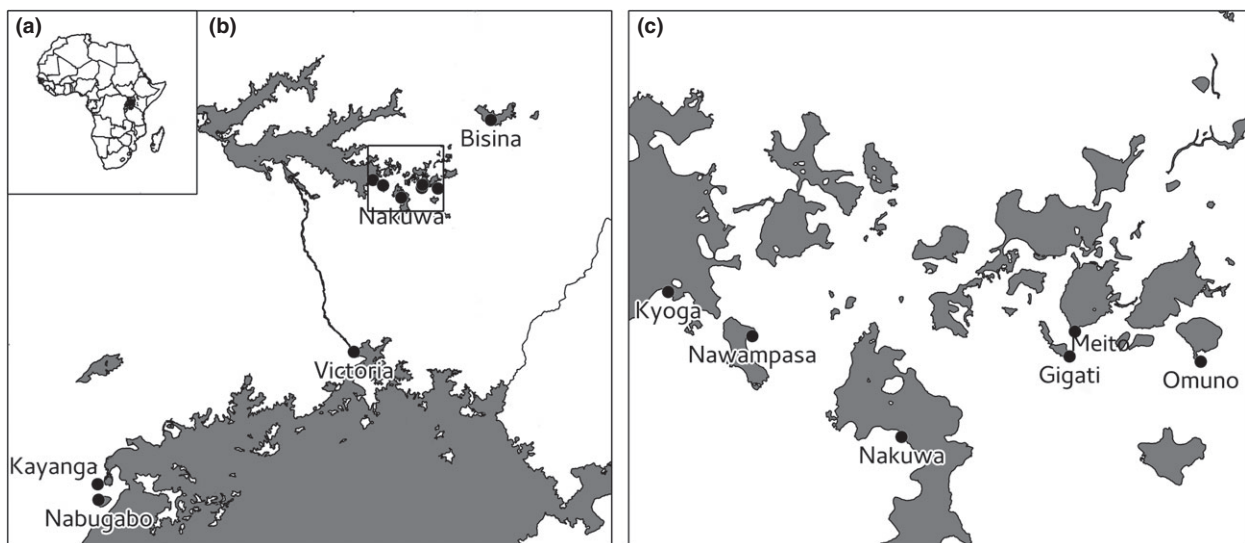 (a)
(b)
Bisina
Nakuwa
Victoria
Kayanga
Nabugabo
(c)
Kyoga
Nawampasa
Meito
Gigati
Omuno
Nakuwa